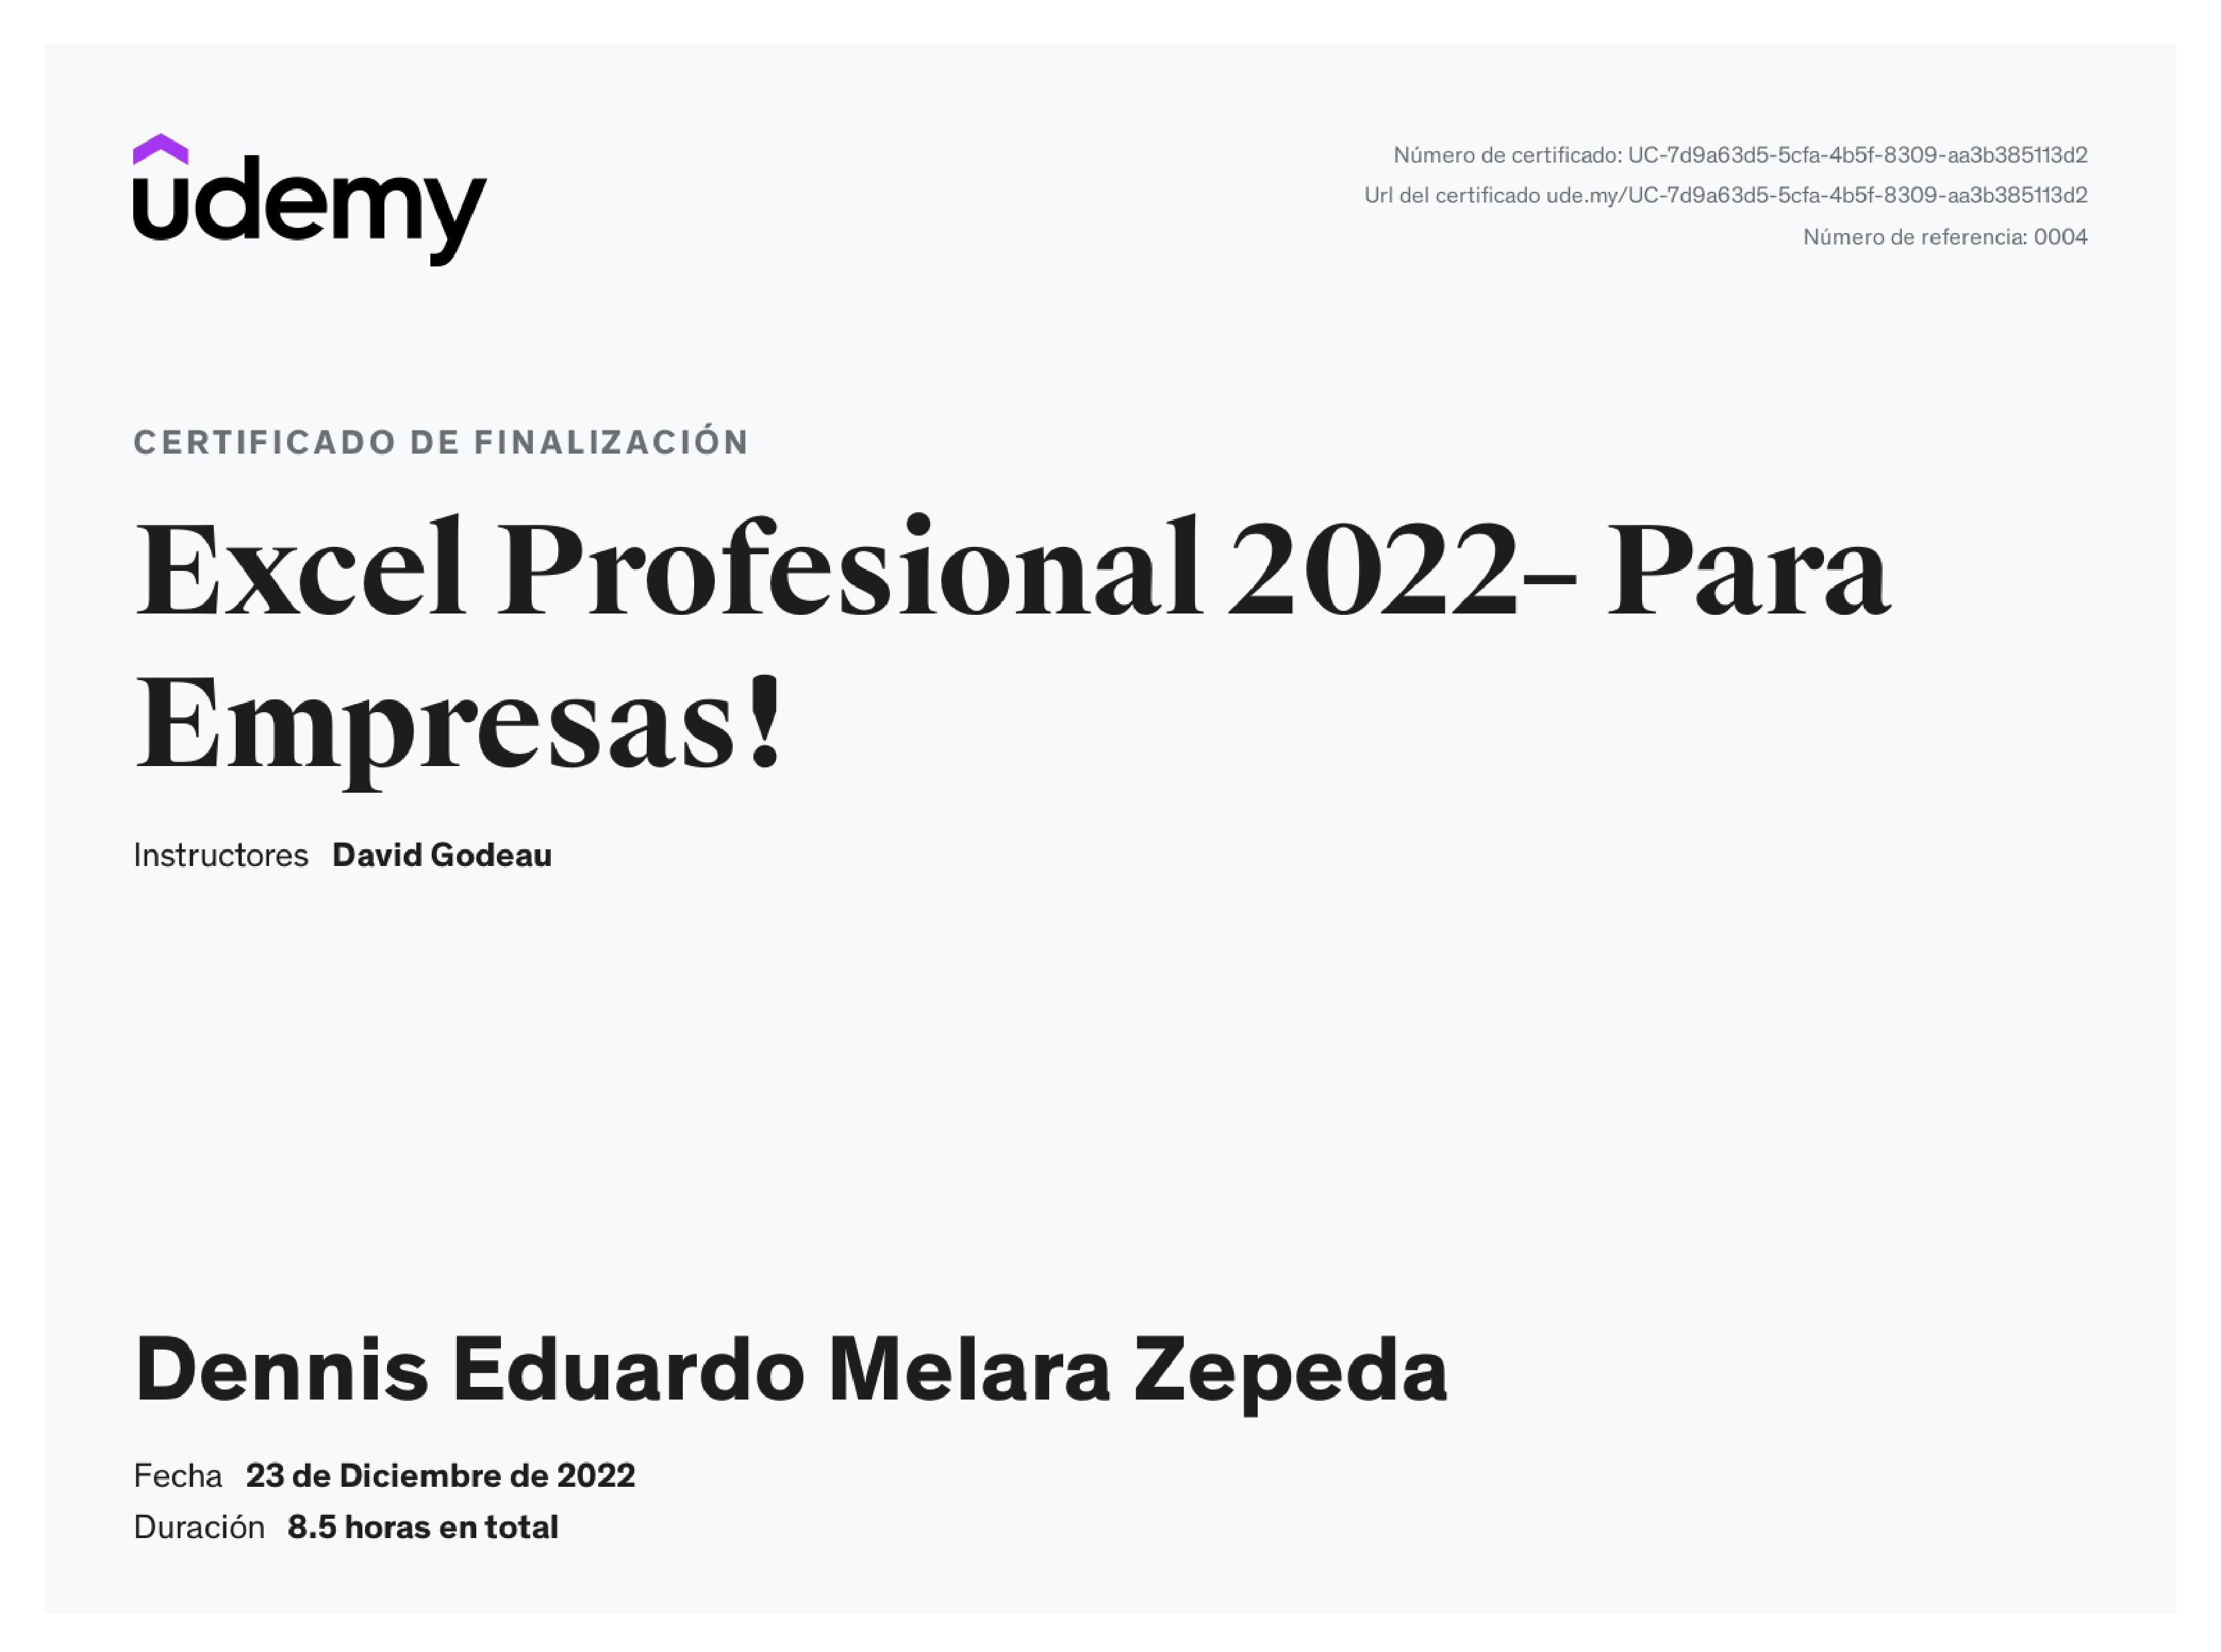 udemy
Número de certificado: UC-7d9a63d5-5cfa-4b5f-8309-aa3b385113d2
Url del certificado ude.my/UC-7d9a63d5-5cfa-4b5f-8309-aa3b385113d2
Número de referencia: 0004
CERTIFICADO DE FINALIZACIÓN
Excel Profesional 2022– Para
Empresas!
Instructores David Godeau
Dennis Eduardo Melara Zepeda
Fecha 23 de Diciembre de 2022
Duración 8.5 horas en total